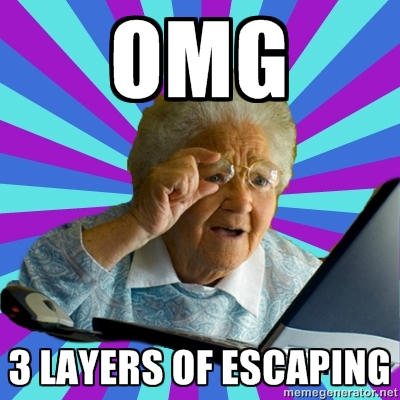 OMG
3 LAYERS OF ESCAPING
memegenerator.net